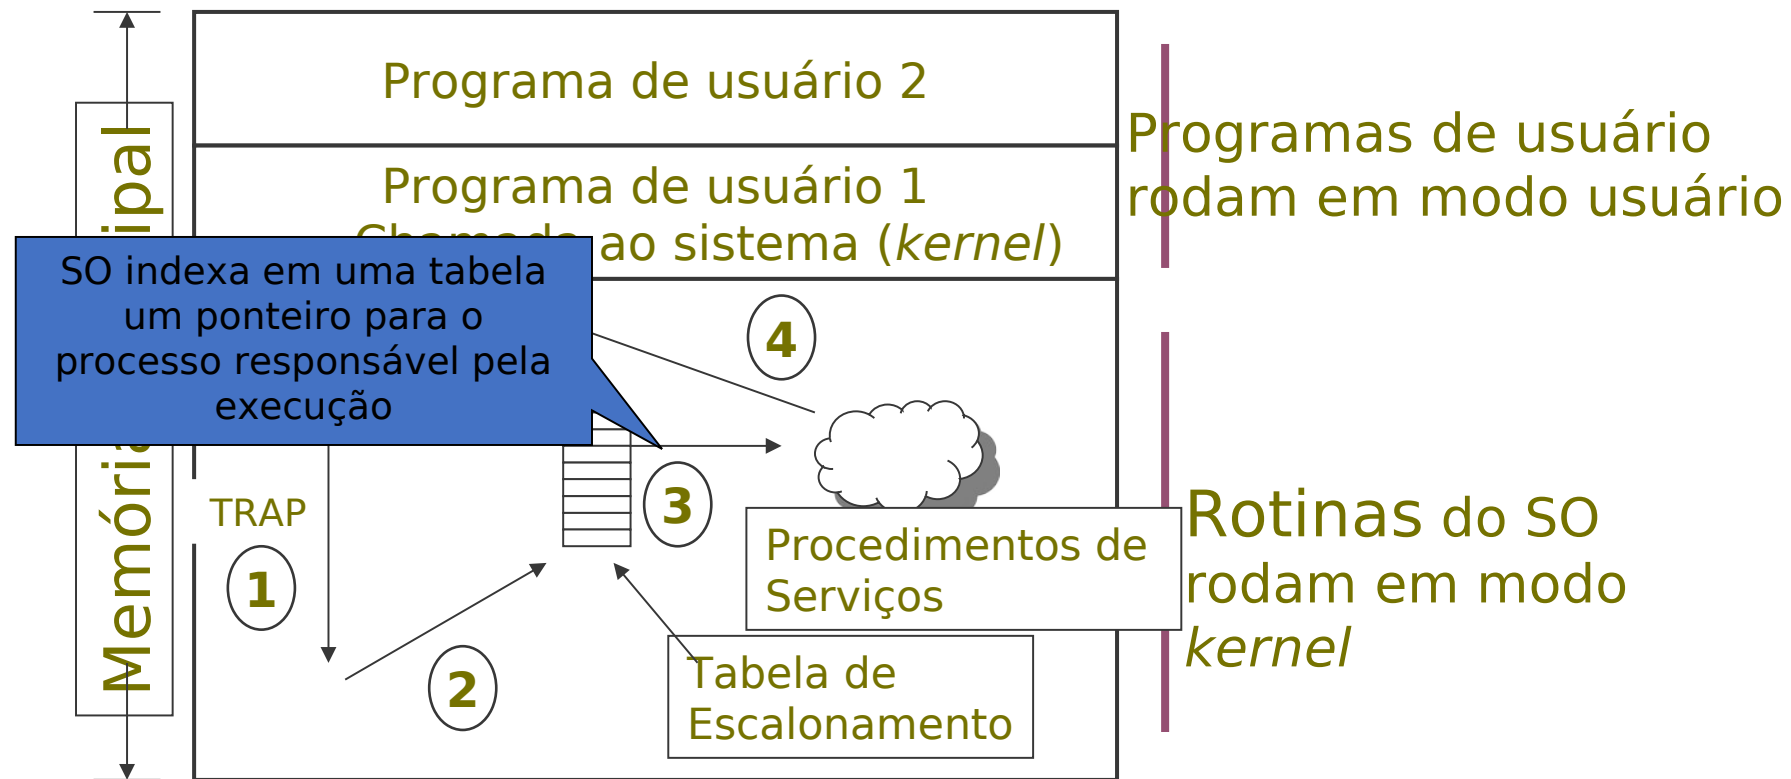 Programa de usuário 2
Programa de usuário 1
ao sistema (kernel)
Programas de usuário
rodam em modo usuário
SO indexa em uma tabela
um ponteiro para o
processo responsável pela
execução
4
3
TRAP
1
2
Procedimentos de
Serviços
Tabela de
Escalonamento
Rotinas do SO
rodam em modo
kernel